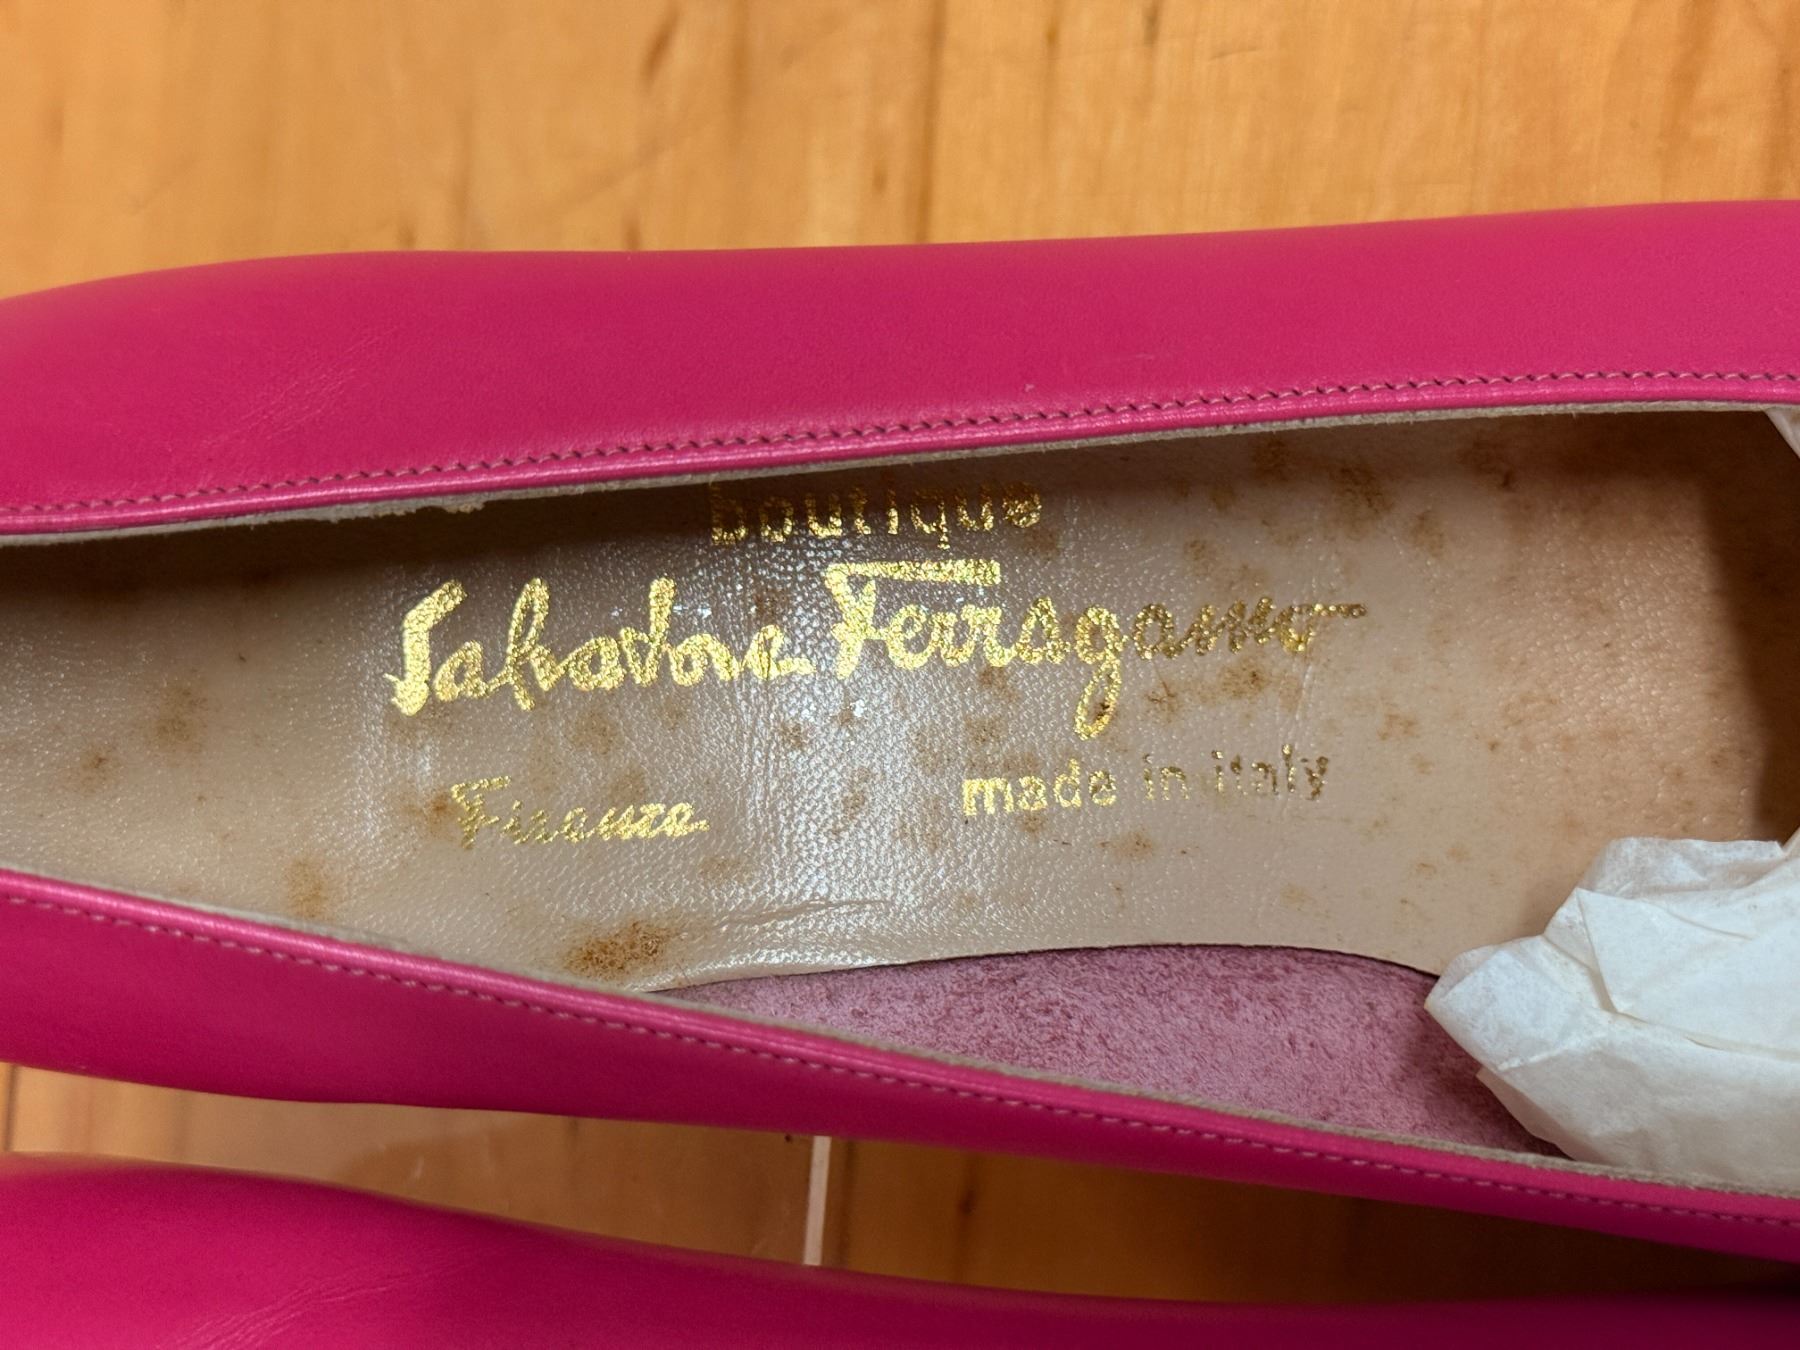 boutique
Salvatore Ferragamo
Firenze
made in italy